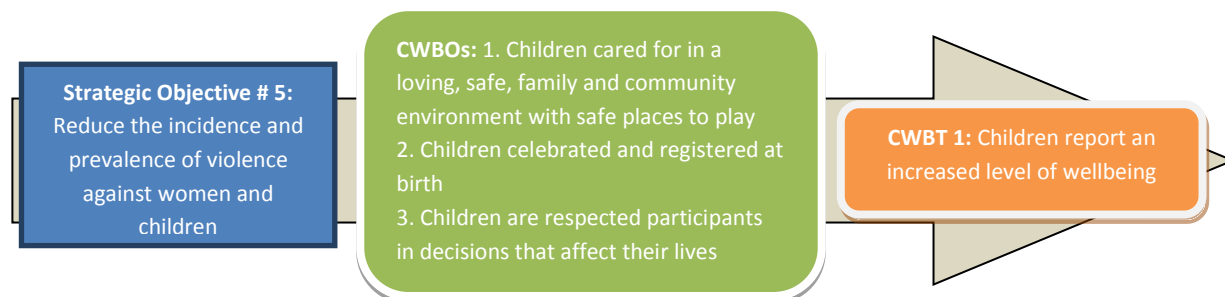 Strategic Objective # 5:
Reduce the incidence and
prevalence of violence
against women and
children
CWBOs: 1. Children cared for in a
loving, safe, family and community
environment with safe places to play
2. Children celebrated and registered at
birth
3. Children are respected participants
in decisions that affect their lives
CWBT 1: Children report an
increased level of wellbeing